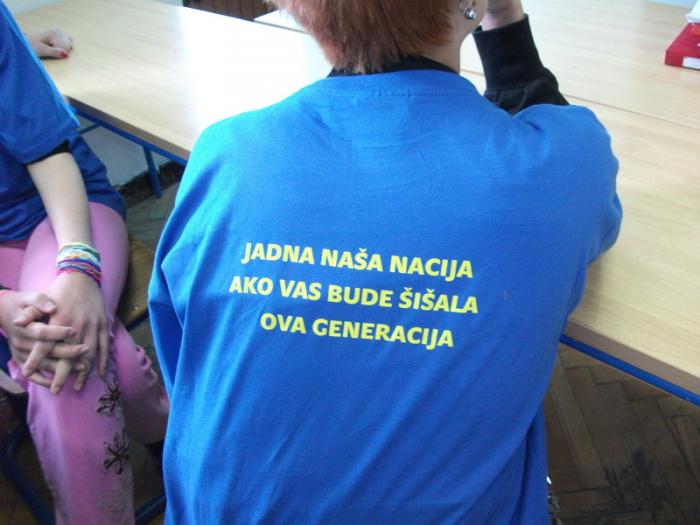 JADNA NAŠA NACIJA
AKO VAS BUDE ŠIŠALA
OVA GENERACIJA